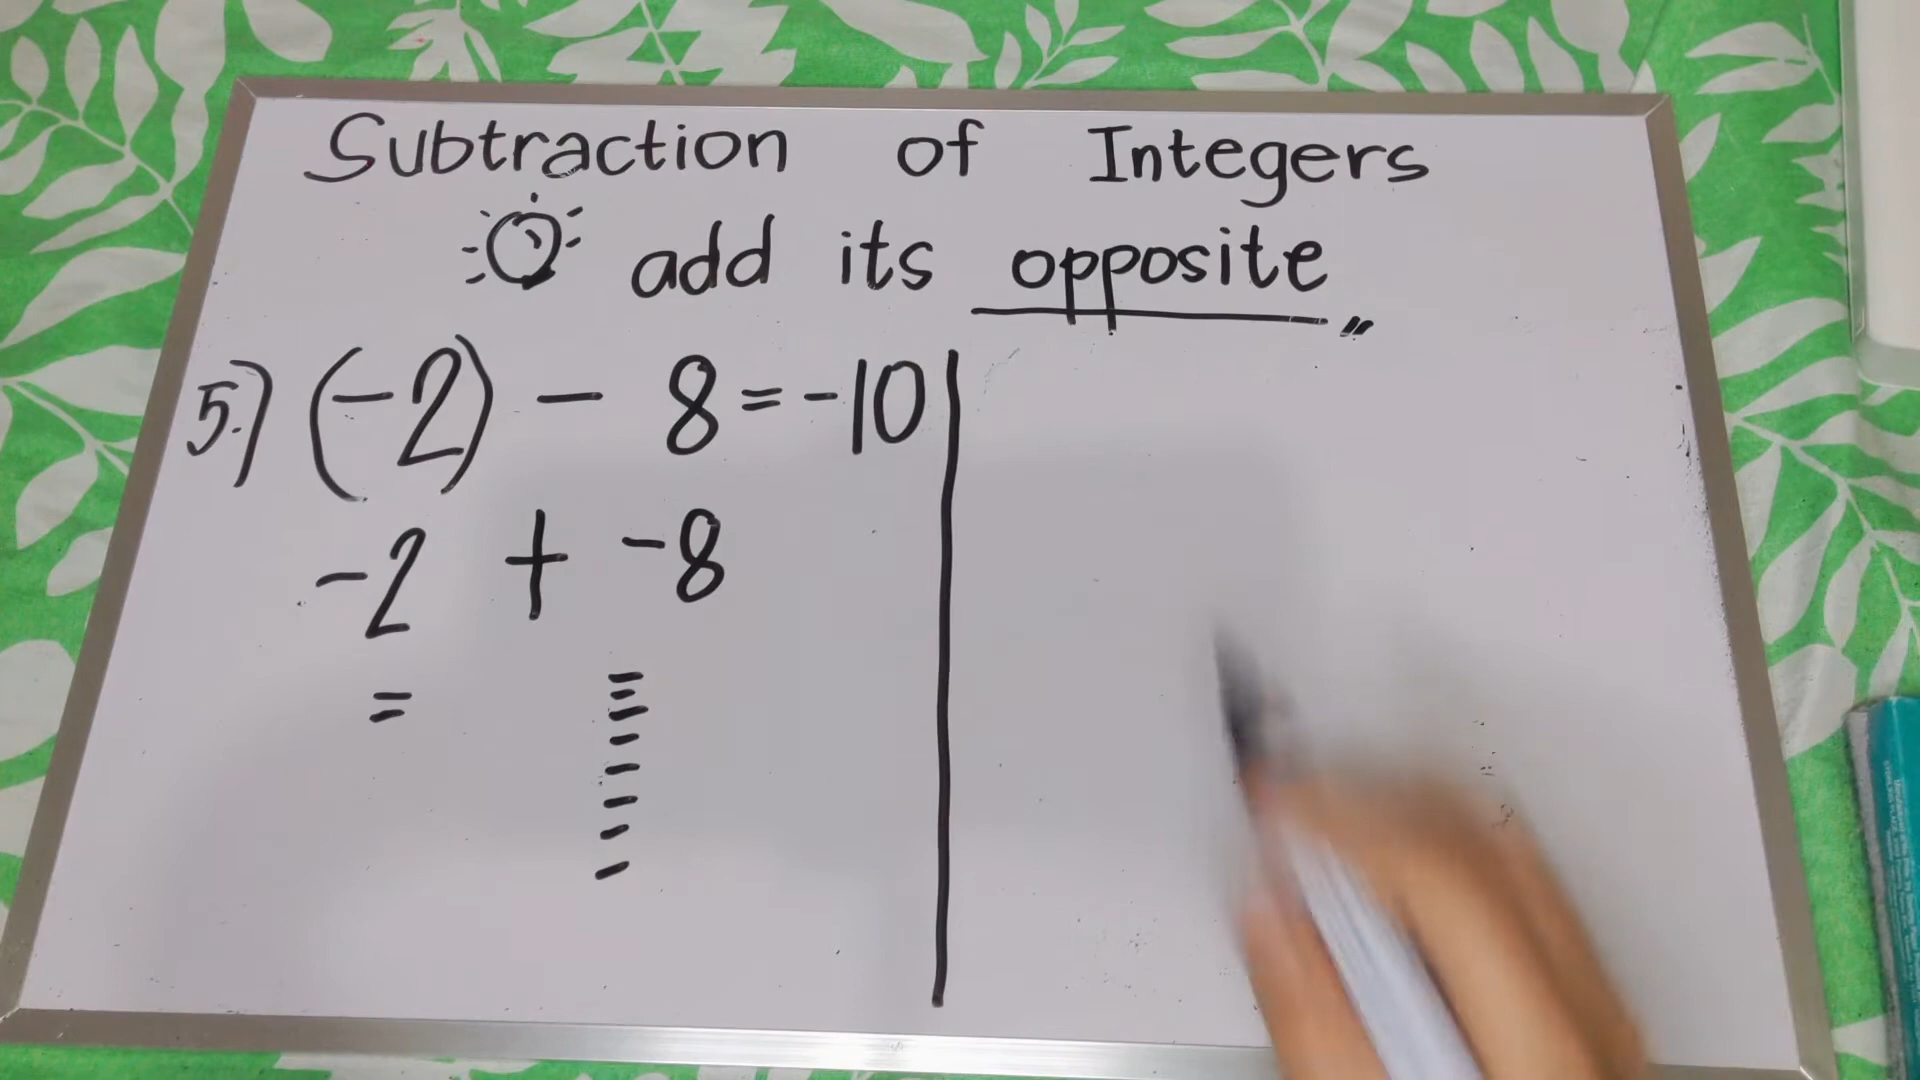 Subtraction of Integers
add its opposite
5.) (-2) - 8 = -10
-2 + -8
=